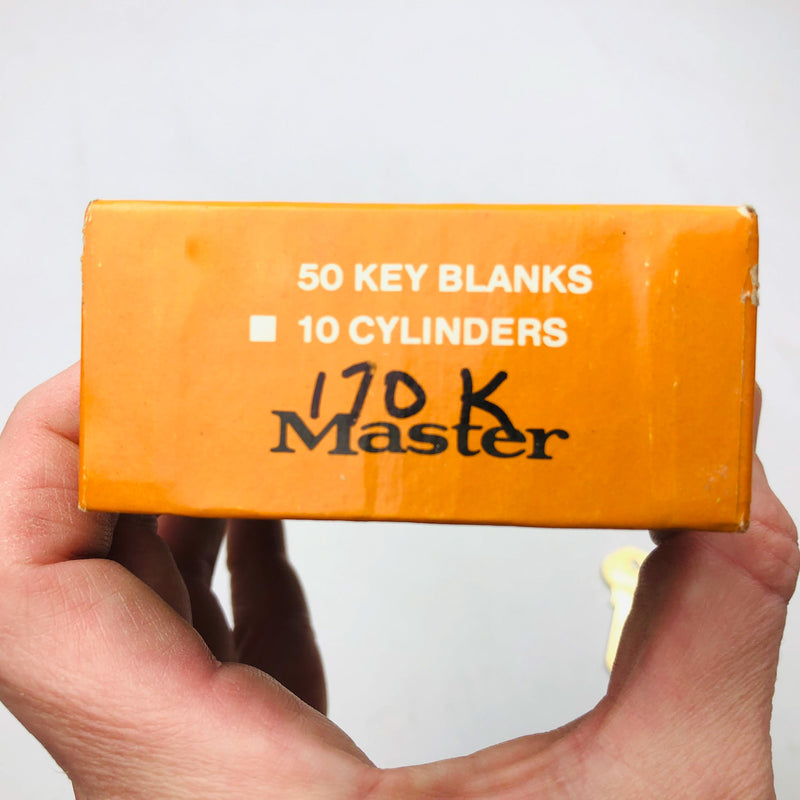 50 KEY BLANKS
10 CYLINDERS
170 K
Master